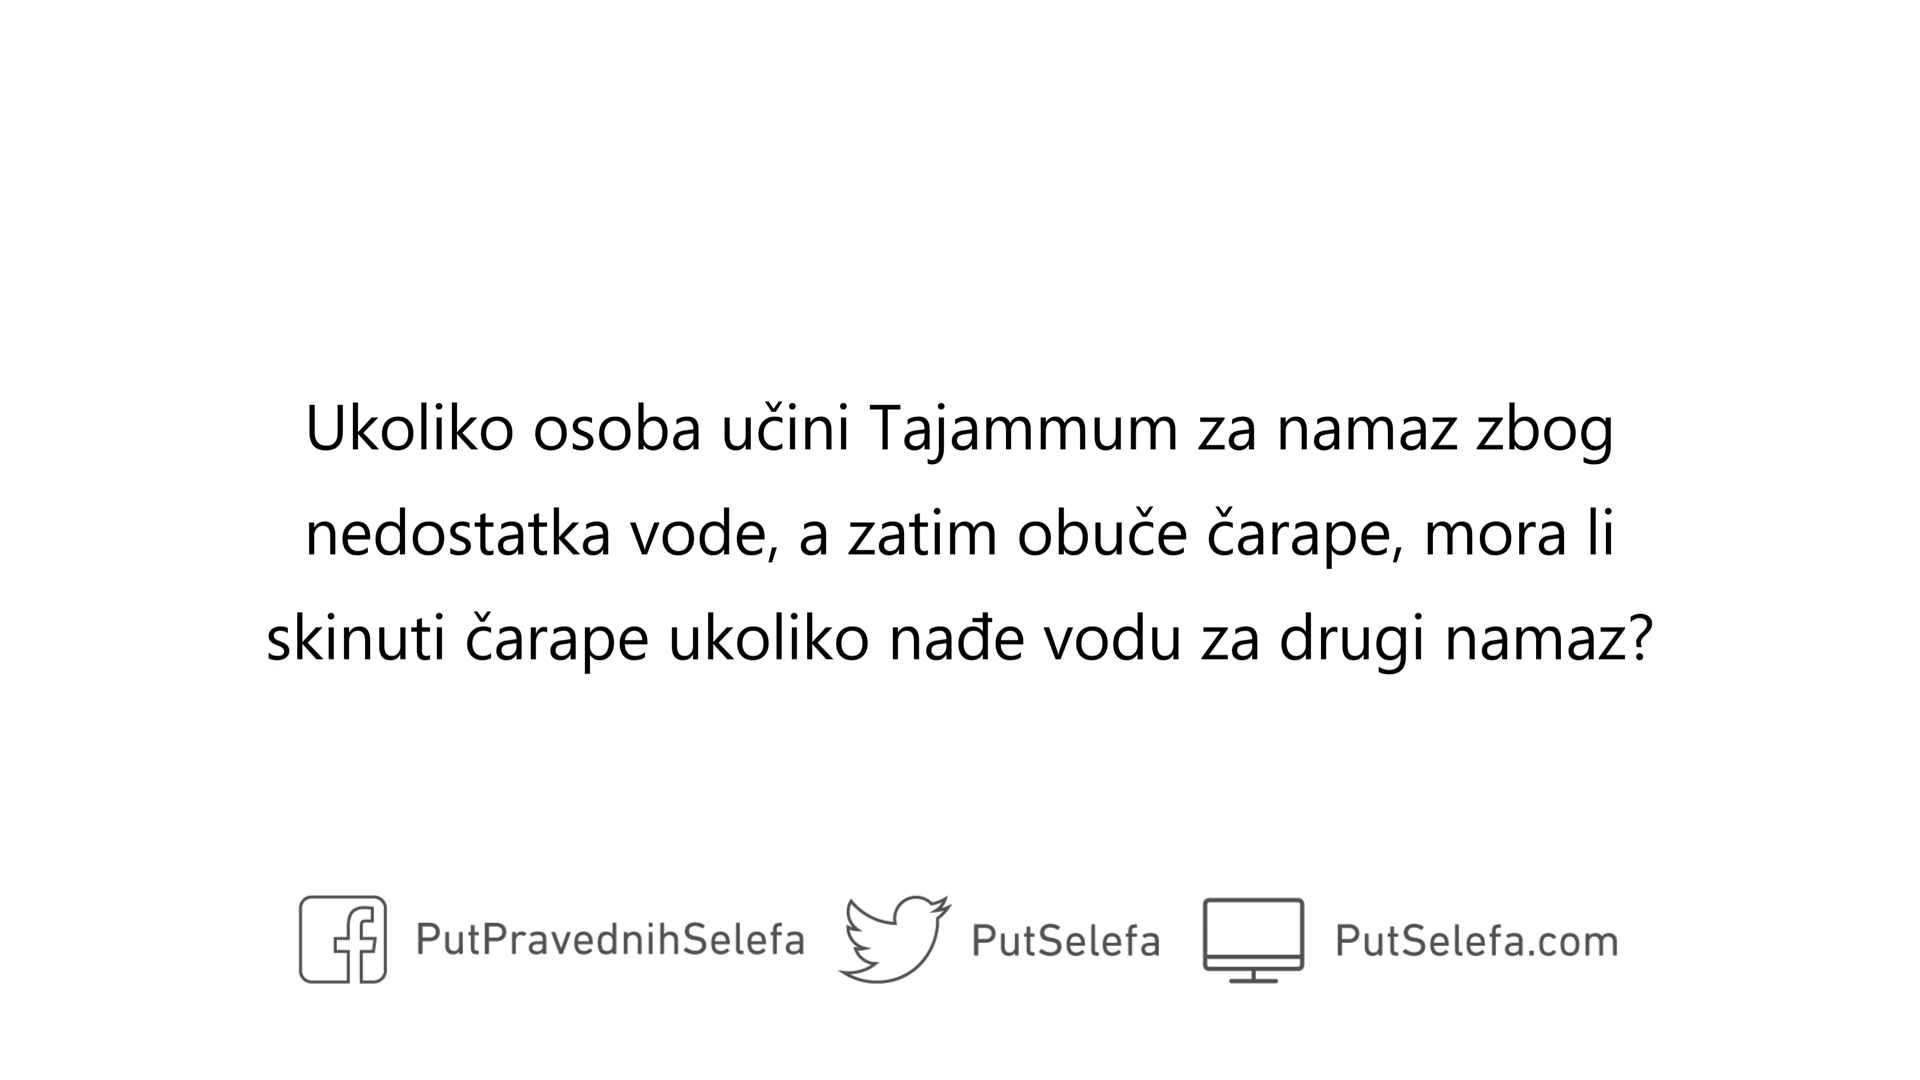 Ukoliko osoba učini Tajammum za namaz zbog
nedostatka vode, a zatim obuče čarape, mora li
skinuti čarape ukoliko nađe vodu za drugi namaz?
PutPravednihSelefa PutSelefa PutSelefa.com